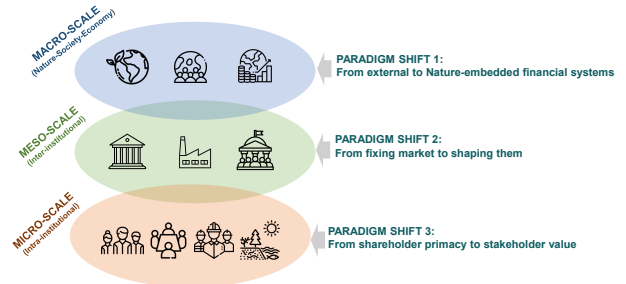 MACRO-SCALE
(Nature-Society-Economy)
PARADIGM SHIFT 1:
From external to Nature-embedded financial systems
MESO-SCALE
(Inter-institutional)
PARADIGM SHIFT 2:
From fixing market to shaping them
MICRO-SCALE
(Intra-institutional)
PARADIGM SHIFT 3:
From shareholder primacy to stakeholder value